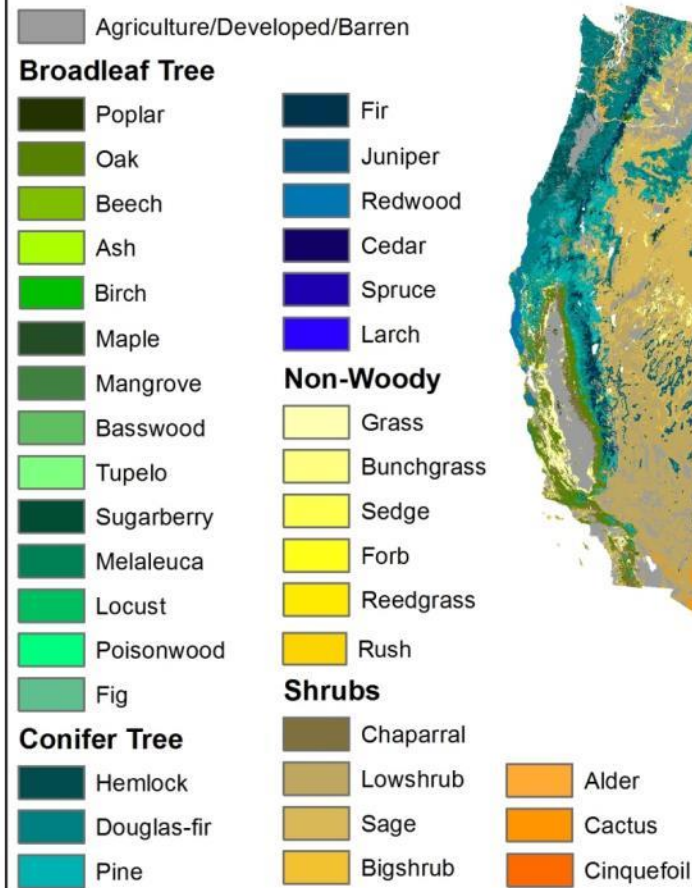 Agriculture/Developed/Barren
Broadleaf Tree
Poplar
Oak
Beech
Ash
Birch
Maple
Mangrove
Basswood
Tupelo
Sugarberry
Melaleuca
Locust
Poisonwood
Fig
Conifer Tree
Hemlock
Douglas-fir
Pine
Fir
Juniper
Redwood
Cedar
Spruce
Larch
Non-Woody
Grass
Bunchgrass
Sedge
Forb
Reedgrass
Rush
Shrubs
Chaparral
Lowshrub
Sage
Bigshrub
Alder
Cactus
Cinquefoil